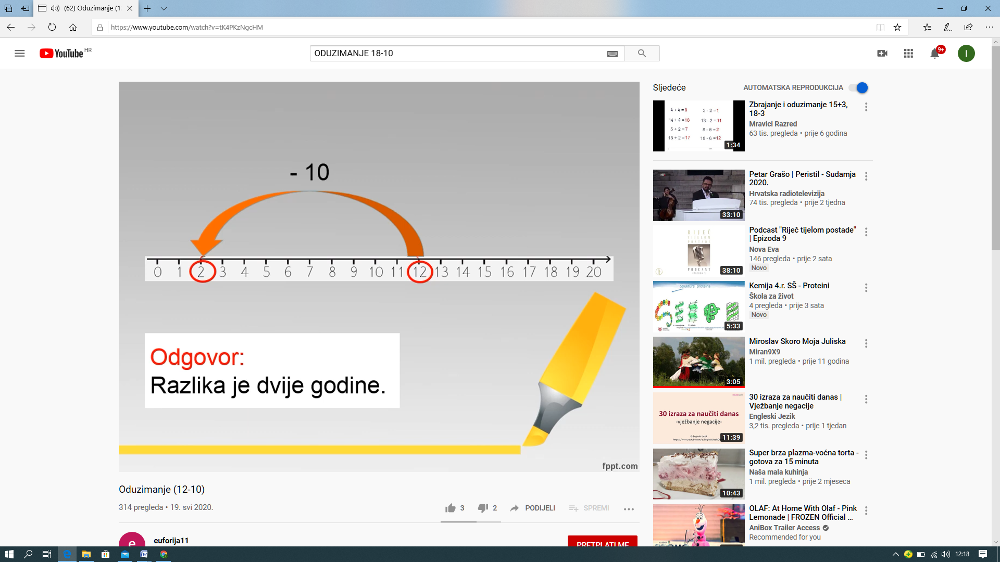 (62) Oduzimanje (1
https://www.youtube.com/watch?v=tK4PKzNgcHM
YouTube HR
ODUZIMANJE 18-10
9+
I
- 10
0 1 2 3 4 5 6 7 8 9 10 11 12 13 14 15 16 17 18 19 20
Odgovor:
Razlika je dvije godine.
fppt.com
Oduzimanje (12-10)
314 pregleda • 19. svi 2020.
3 2 PODIJELI SPREMI
e
euforija11
PRETPLATI ME
Sljedeće
AUTOMATSKA REPRODUKCIJA
4 + 4 = 8 3 - 2 = 1
14 + 4 = 18 13 - 2 = 11
5 + 2 = 7 8 - 6 = 2
15 + 2 = 17 18 - 6 = 12
1:34
Zbrajanje i oduzimanje 15+3,
18-3
Mravici Razred
63 tis. pregleda • prije 6 godina
33:10
Petar Grašo | Peristil - Sudamja
2020.
Hrvatska radiotelevizija
74 tis. pregleda • prije 2 tjedna
RIJEČ
TIJELOM
POSTADE
PODCAST
38:10
Podcast "Riječ tijelom postade"
| Epizoda 9
Nova Eva
146 pregleda • prije 2 sata
Novo
Struktura proteina
5:33
Kemija 4.r. SŠ - Proteini
Škola za život
4 pregleda • prije 3 sata
Novo
3:05
Miroslav Skoro Moja Juliska
Miran9X9
1 mil. pregleda • prije 11 godina
30 izraza za naučiti danas
-vježbanje negacije-
11:39
30 izraza za naučiti danas |
Vježbanje negacije
Engleski Jezik
3,2 tis. pregleda • prije 1 tjedan
10:43
Super brza plazma-voćna torta -
gotova za 15 minuta
Naša mala kuhinja
1 mil. pregleda • prije 2 mjeseca
OLAF: At Home With Olaf - Pink
Lemonade | FROZEN Official ...
AniBox Trailer Access
Recommended for you
12:18